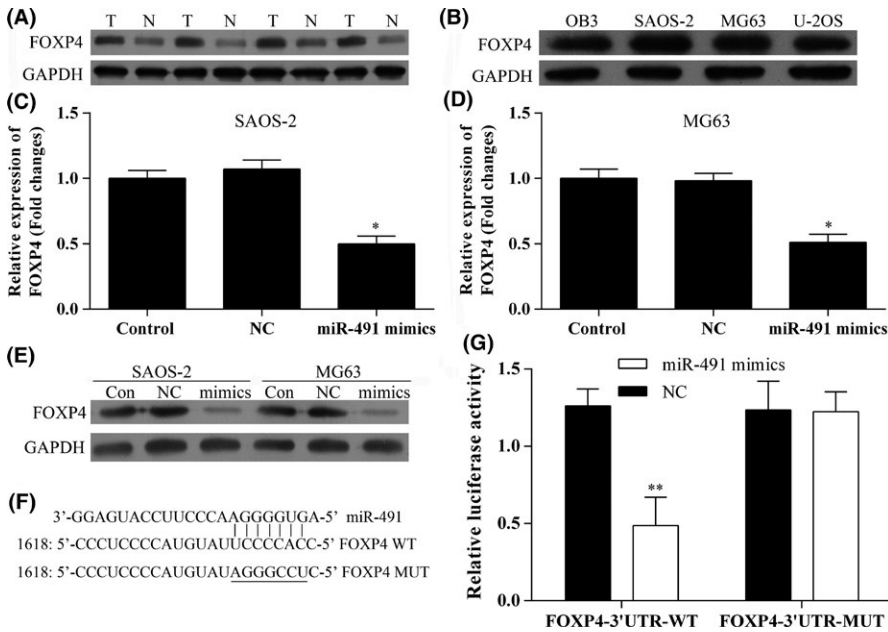 (A)
T N T N T N T N
FOXP4
GAPDH
(B)
OB3 SAOS-2 MG63 U-2OS
FOXP4
GAPDH
(C)
SAOS-2
Relative expression of
FOXP4 (Fold changes)
1.5
1.0
0.5
0.0
*
Control NC miR-491 mimics
(D)
MG63
Relative expression of
FOXP4 (Fold changes)
1.5
1.0
0.5
0.0
*
Control NC miR-491 mimics
(E)
SAOS-2 MG63
Con NC mimics Con NC mimics
FOXP4
GAPDH
(F)
3’-GGAGUACCUUCCCAAGGGGUGA-5’ miR-491
1618: 5’-CCCUCCCCAUGUAUUCCCCACC-5’ FOXP4 WT
1618: 5’-CCCUCCCCAUGUAUAGGGCCUC-5’ FOXP4 MUT
(G)
miR-491 mimics
NC
Relative luciferase activity
1.5
1.0
0.5
0.0
**
FOXP4-3'UTR-WT FOXP4-3'UTR-MUT